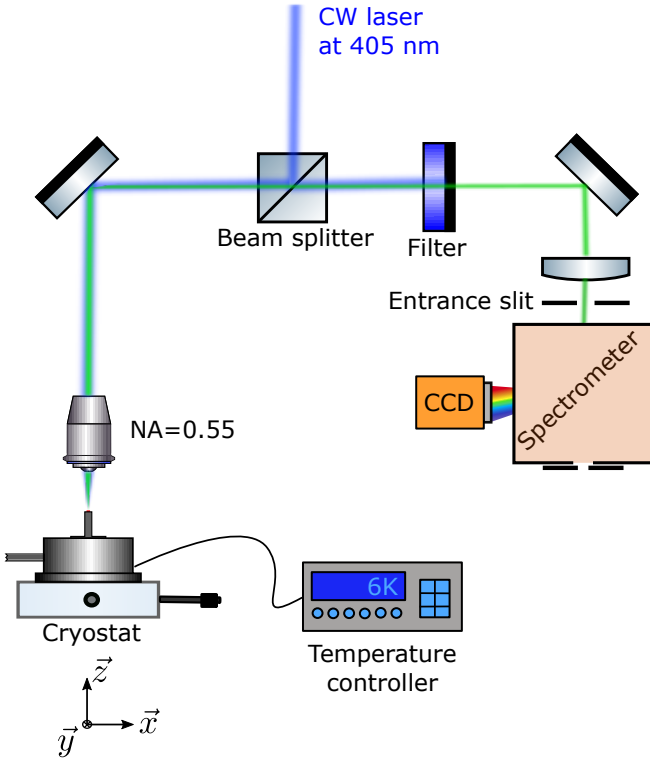 CW laser
at 405 nm
Beam splitter
Filter
Entrance slit
CCD
Spectrometer
NA=0.55
6K
Cryostat
Temperature
controller
z⃗
y⃗
x⃗